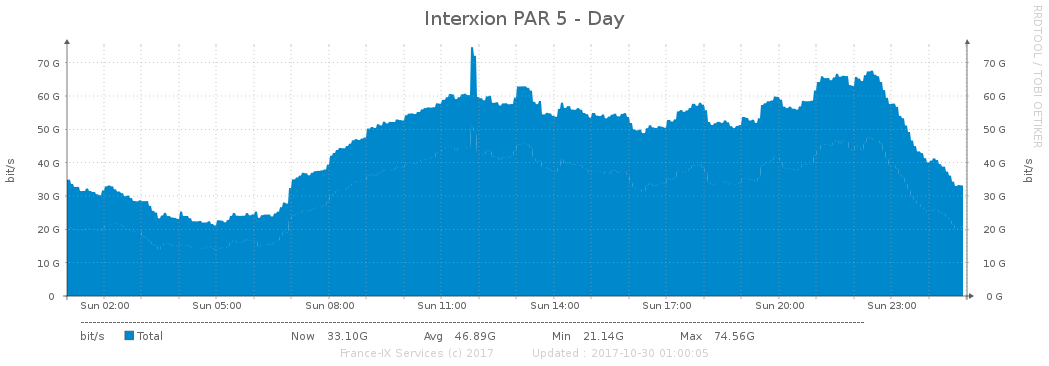 Interxion PAR 5 - Day
RRDTOOL / TOBI OETIKER
bit/s
70 G 70 G
60 G 60 G
50 G 50 G
40 G 40 G
30 G 30 G
20 G 20 G
10 G 10 G
0 0 G
bit/s
Sun 02:00 Sun 05:00 Sun 08:00 Sun 11:00 Sun 14:00 Sun 17:00 Sun 20:00 Sun 23:00
bit/s Total Now 33.10G Avg 46.89G Min 21.14G Max 74.56G
France-IX Services (c) 2017 Updated : 2017-10-30 01:00:05